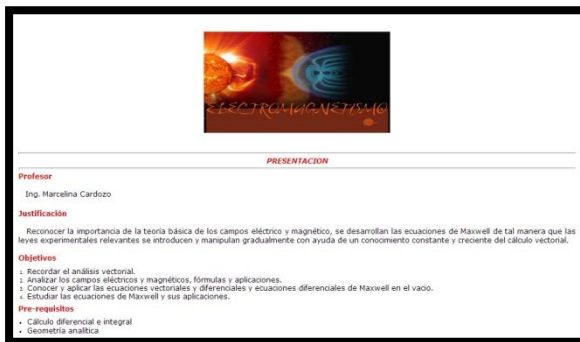 ELECTROMAGNETISMO
PRESENTACION
Profesor
Ing. Marcelina Cardozo
Justificación
Reconocer la importancia de la teoría básica de los campos eléctrico y magnético, se desarrollan las ecuaciones de Maxwell de tal manera que las
leyes experimentales relevantes se introducen y manipulan gradualmente con ayuda de un conocimiento constante y creciente del cálculo vectorial.
Objetivos
1. Recordar el análisis vectorial.
2. Analizar los campos eléctricos y magnéticos, fórmulas y aplicaciones.
3. Conocer y aplicar las ecuaciones vectoriales y diferenciales y ecuaciones diferenciales de Maxwell en el vacio.
4. Estudiar las ecuaciones de Maxwell y sus aplicaciones.
Pre-requisitos
• Cálculo diferencial e integral
• Geometría analítica